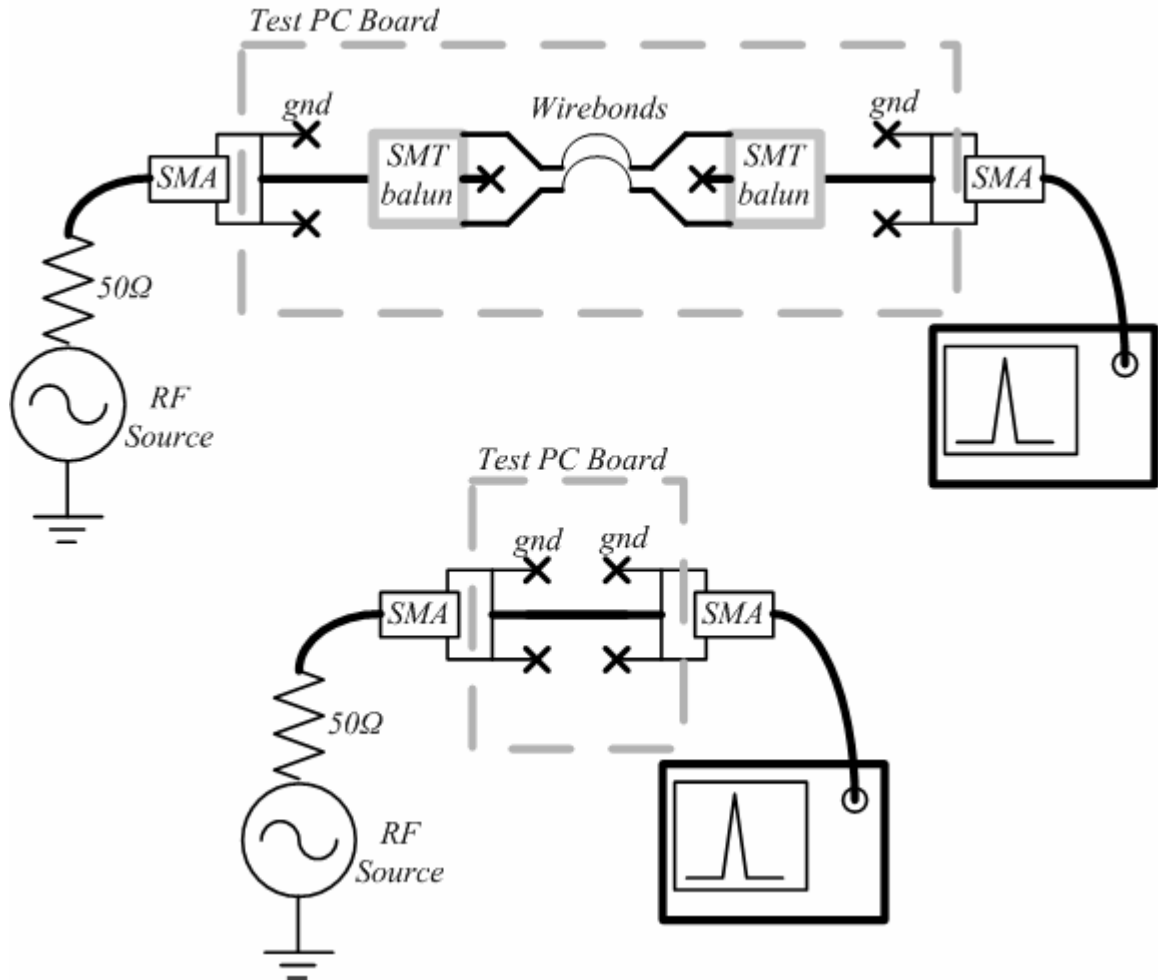 Test PC Board
gnd
Wirebonds
gnd
SMA
SMT
balun
SMT
balun
SMA
50Ω
RF
Source
Test PC Board
gnd
gnd
SMA
SMA
50Ω
RF
Source